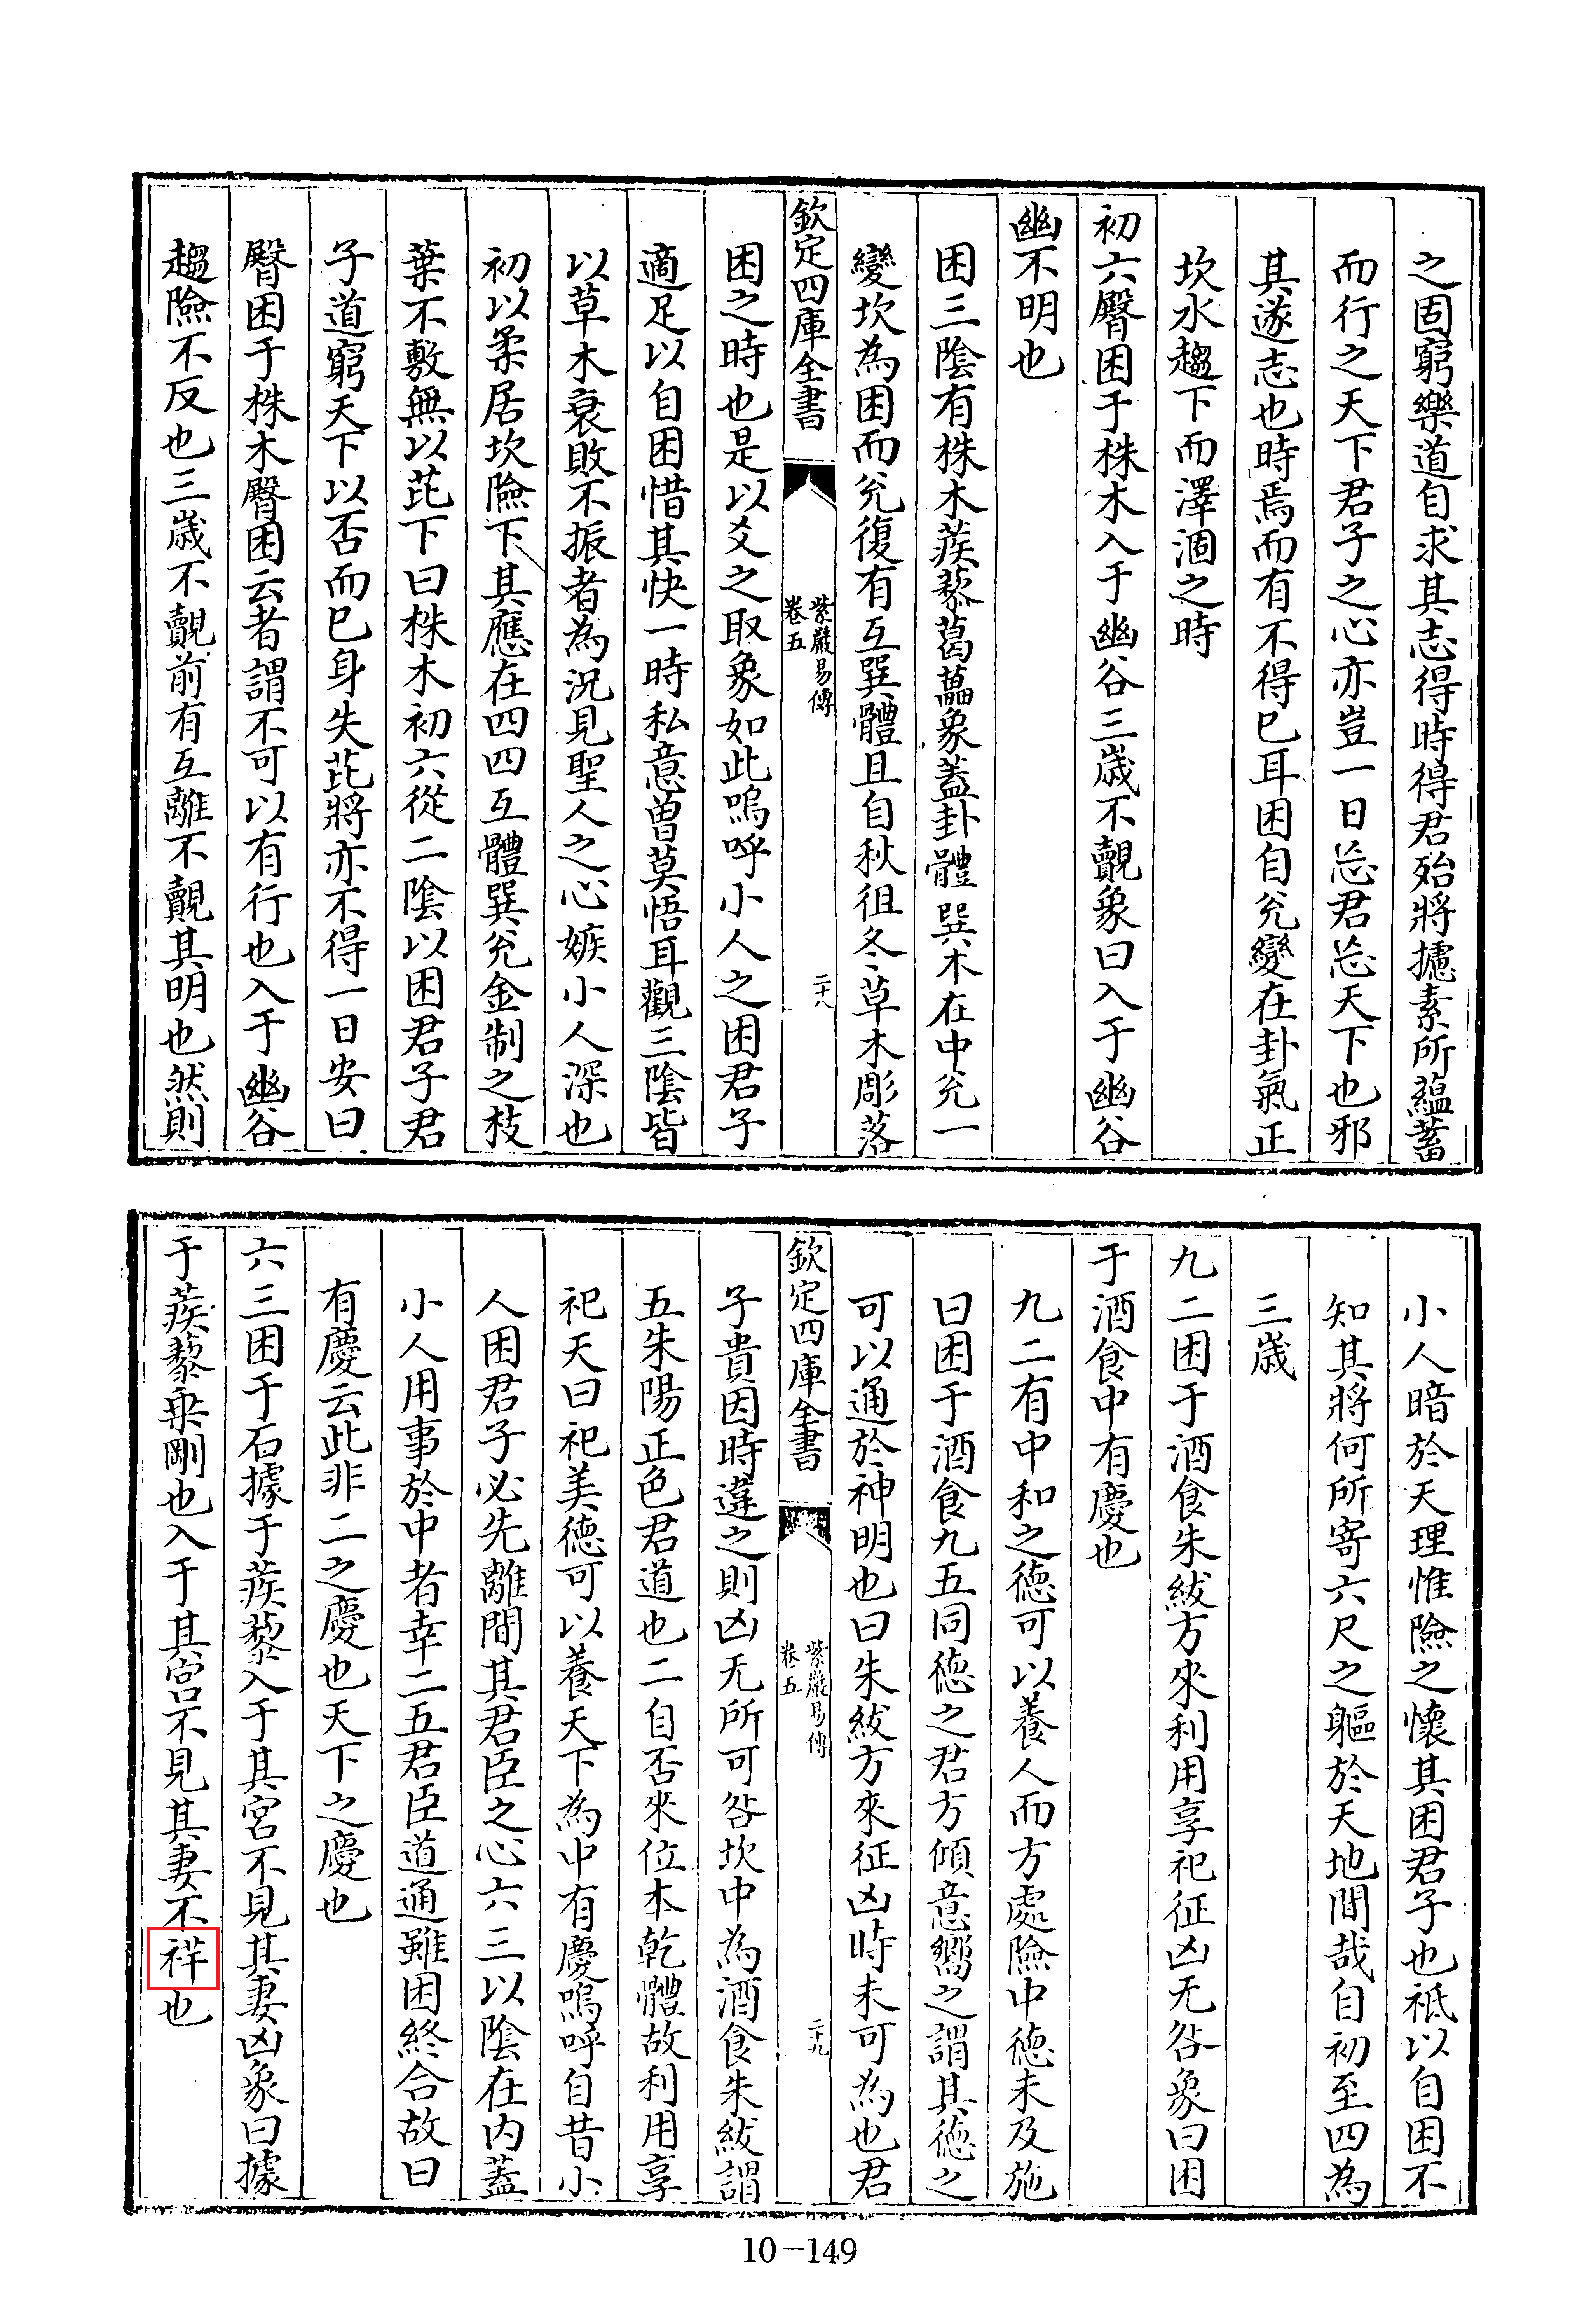 之固窮樂道自求其志得時得君殆將攄素所蘊蓄
而行之天下君子之心亦豈一日忘君忘天下也邪
其遂志也時焉而有不得已耳困自兊變在卦氣正
坎水趨下而澤涸之時
初六臀困于株木入于幽谷三歲不覿象曰入于幽谷
幽不明也
困三陰有株木蒺藜葛藟象蓋卦體巽木在中兊一
變坎為困而兊復有互巽體且自秋徂冬草木彫落
欽定四庫全書
紫巖易傳
卷五
二十八
困之時也是以爻之取象如此嗚呼小人之困君子
適足以自困惜其快一時私意曽莫悟耳觀三陰皆
以草木衰敗不振者為況見聖人之心嫉小人深也
初以柔居坎險下其應在四四互體巽兊金制之枝
葉不敷無以芘下曰株木初六從二陰以困君子君
子道窮天下以否而已身失芘將亦不得一日安曰
臀困于株木臀困云者謂不可以有行也入于幽谷
趨險不反也三歲不覿前有互離不覿其明也然則
小人暗於天理惟險之懷其困君子也祗以自困不
知其將何所寄六尺之軀於天地間哉自初至四為
三歲
九二困于酒食朱紱方來利用享祀征凶无咎象曰困
于酒食中有慶也
九二有中和之徳可以養人而方處險中徳未及施
曰困于酒食九五同徳之君方傾意嚮之謂其徳之
可以通於神明也曰朱紱方來征凶時未可為也君
欽定四庫全書
紫巖易傳
卷五
二十九
子貴因時違之則凶无所可咎坎中為酒食朱紱謂
五朱陽正色君道也二自否來位本乾體故利用享
祀天曰祀美徳可以養天下為中有慶嗚呼自昔小
人困君子必先離間其君臣之心六三以陰在内蓋
小人用事於中者幸二五君臣道通雖困終合故曰
有慶云此非二之慶也天下之慶也
六三困于石據于蒺藜入于其宮不見其妻凶象曰據
于蒺藜乗剛也入于其宮不見其妻不祥也
10-149